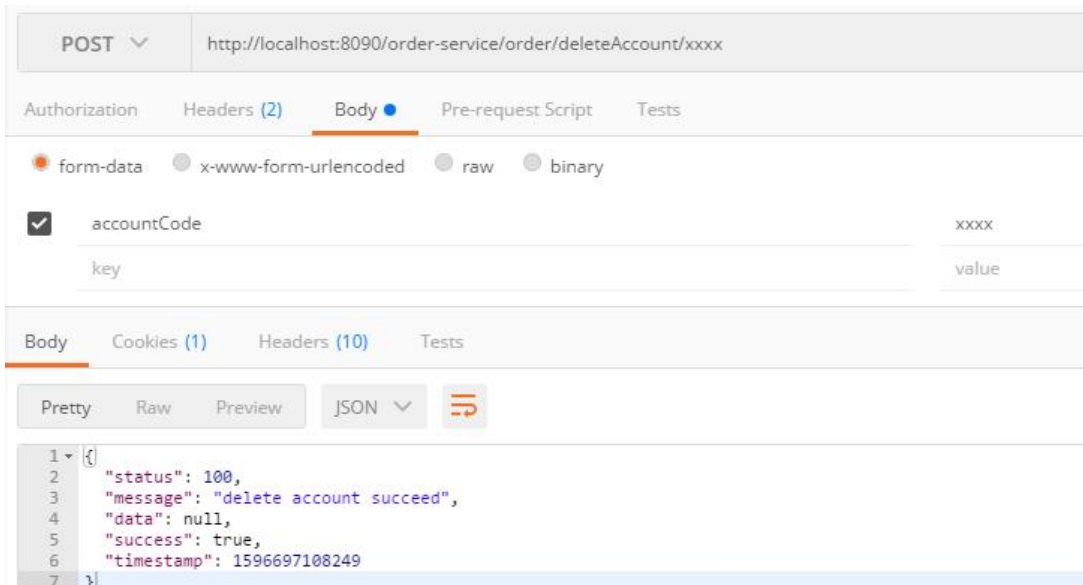 POST http://localhost:8090/order-service/order/deleteAccount/xxxx
Authorization Headers (2) Body Pre-request Script Tests
form-data x-www-form-urlencoded raw binary
accountCode xxxx
key value
Body Cookies (1) Headers (10) Tests
Pretty Raw Preview JSON
1 {
2 "status": 100,
3 "message": "delete account succeed",
4 "data": null,
5 "success": true,
6 "timestamp": 1596697108249
7 }